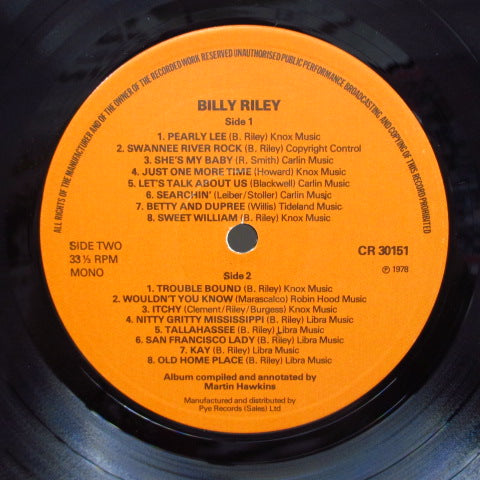 ALL RIGHTS OF THE MANUFACTURER AND OF THE OWNER OF THE RECORDED WORK RESERVED UNAUTHORISED PUBLIC PERFORMANCE BROADCASTING AND COPYING OF THIS RECORD PROHIBITED
BILLY RILEY
Side 1
1. PEARLY LEE (B. Riley) Knox Music
2. SWANNEE RIVER ROCK (B. Riley) Copyright Control
3. SHE'S MY BABY (R. Smith) Carlin Music
4. JUST ONE MORE TIME (Howard) Knox Music
5. LET'S TALK ABOUT US (Blackwell) Carlin Music
6. SEARCHIN' (Leiber/Stoller) Carlin Music
7. BETTY AND DUPREE (Willis) Tideland Music
8. SWEET WILLIAM (B. Riley) Knox Music
SIDE TWO
33 ⅓ RPM
MONO
CR 30151
℗ 1978
Side 2
1. TROUBLE BOUND (B. Riley) Knox Music
2. WOULDN'T YOU KNOW (Marascalco) Robin Hood Music
3. ITCHY (Clement/Riley/Burgess) Knox Music
4. NITTY GRITTY MISSISSIPPI (B. Riley) Libra Music
5. TALLAHASSEE (B. Riley) Libra Music
6. SAN FRANCISCO LADY (B. Riley) Libra Music
7. KAY (B. Riley) Libra Music
8. OLD HOME PLACE (B. Riley) Libra Music
Album compiled and annotated by
Martin Hawkins
Manufactured and distributed by
Pye Records (Sales) Ltd